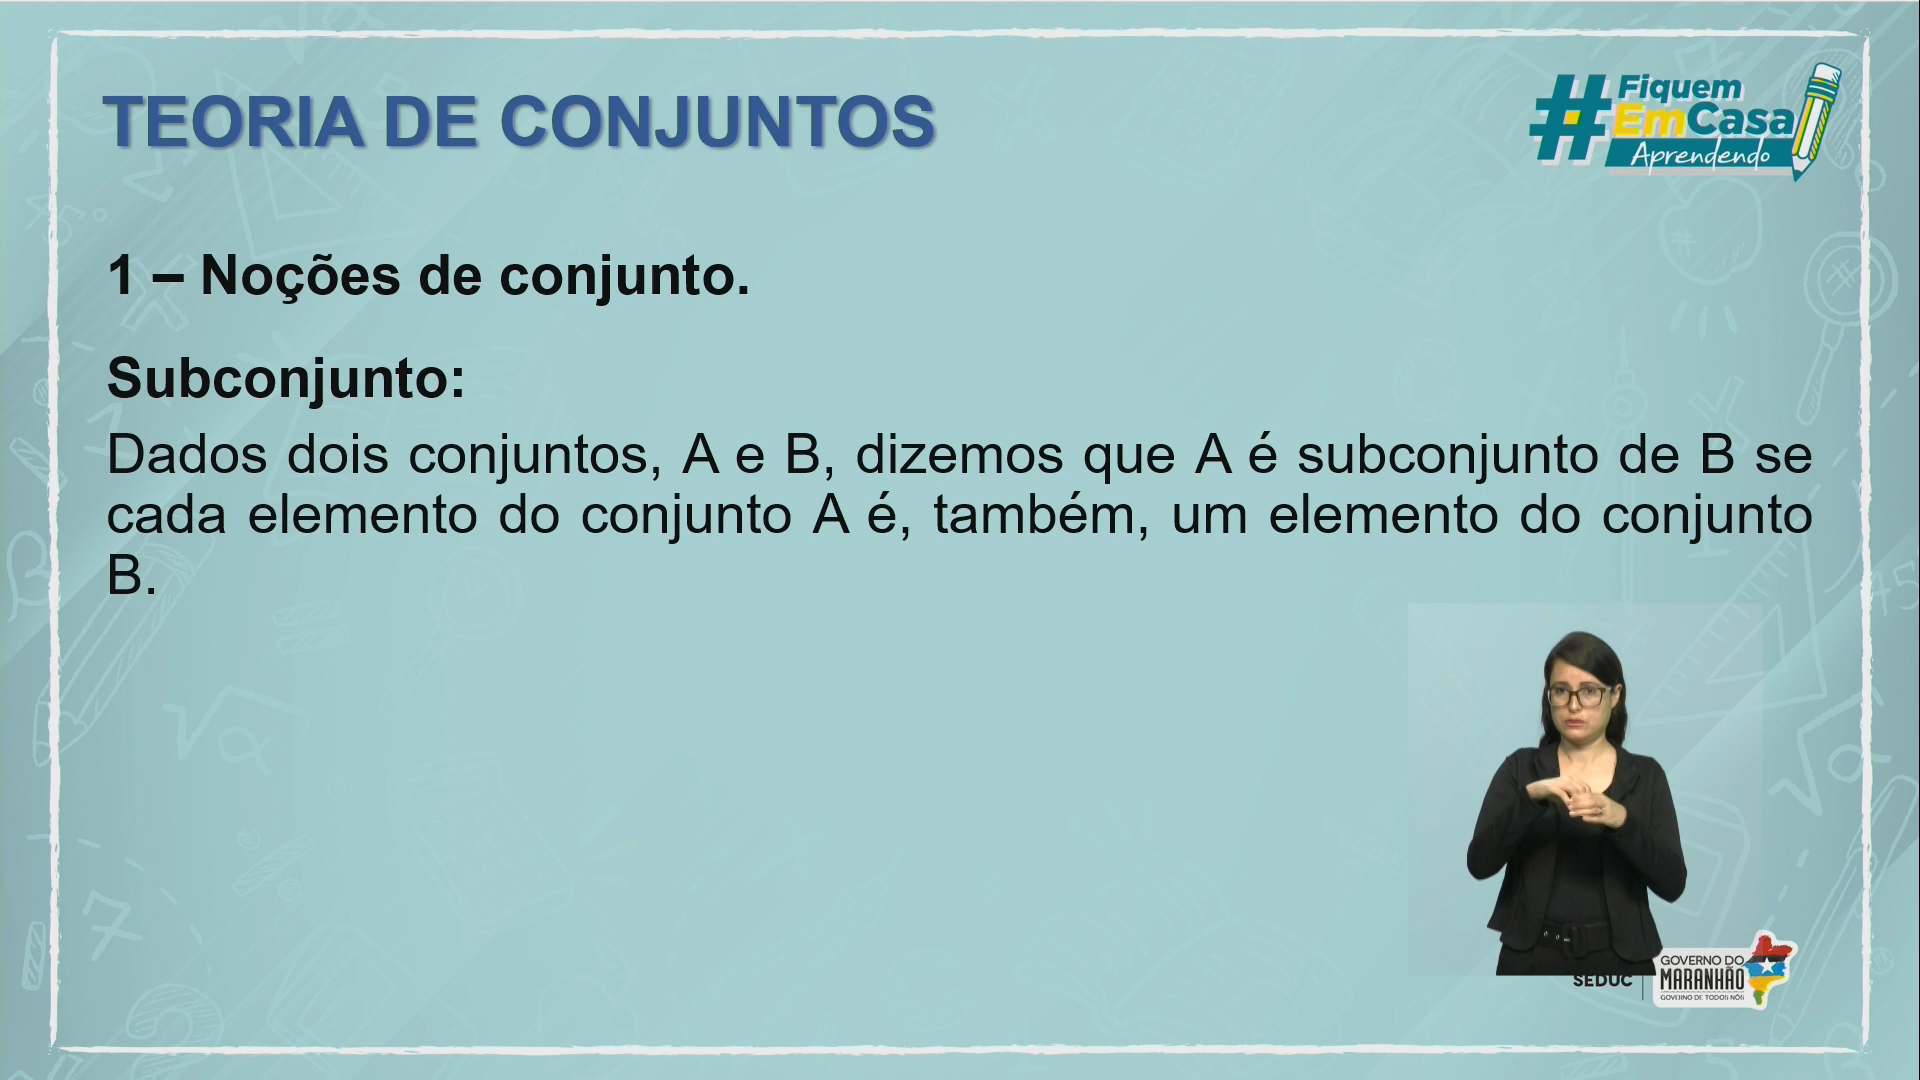 TEORIA DE CONJUNTOS
#Fiquem
EmCasa
Aprendendo
1 – Noções de conjunto.
Subconjunto:
Dados dois conjuntos, A e B, dizemos que A é subconjunto de B se
cada elemento do conjunto A é, também, um elemento do conjunto
B.
SEDUC
GOVERNO DO
MARANHÃO
GOVERNO DE TODOS NÓS